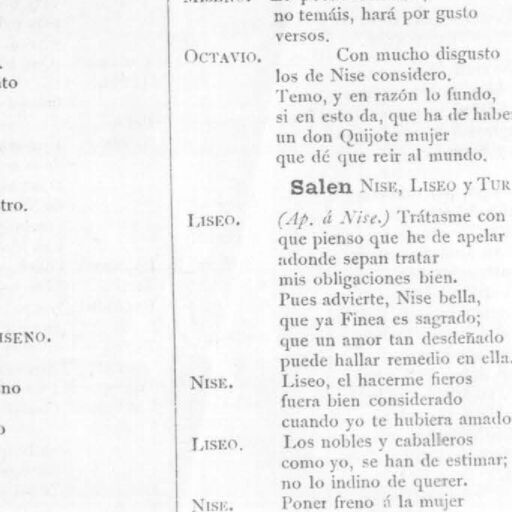 to
tro.
ISENO.
no
no temáis, hará por gusto
versos.
OCTAVIO. Con mucho disgusto
los de Nise considero.
Temo, y en razón lo fundo,
si en esto da, que ha de habe
un don Quijote mujer
que dé que reir al mundo.
Salen NISE, LISEO y TUR
LISEO. (Ap. á Nise.) Trátasme con
que pienso que he de apelar
adonde sepan tratar
mis obligaciones bien.
Pues advierte, Nise bella,
que ya Finea es sagrado;
que un amor tan desdeñado
puede hallar remedio en ella.
NISE. Liseo, el hacerme fieros
fuera bien considerado
cuando yo te hubiera amado
LISEO. Los nobles y caballeros
como yo, se han de estimar;
no lo indino de querer.
NISE. Poner freno á la mujer